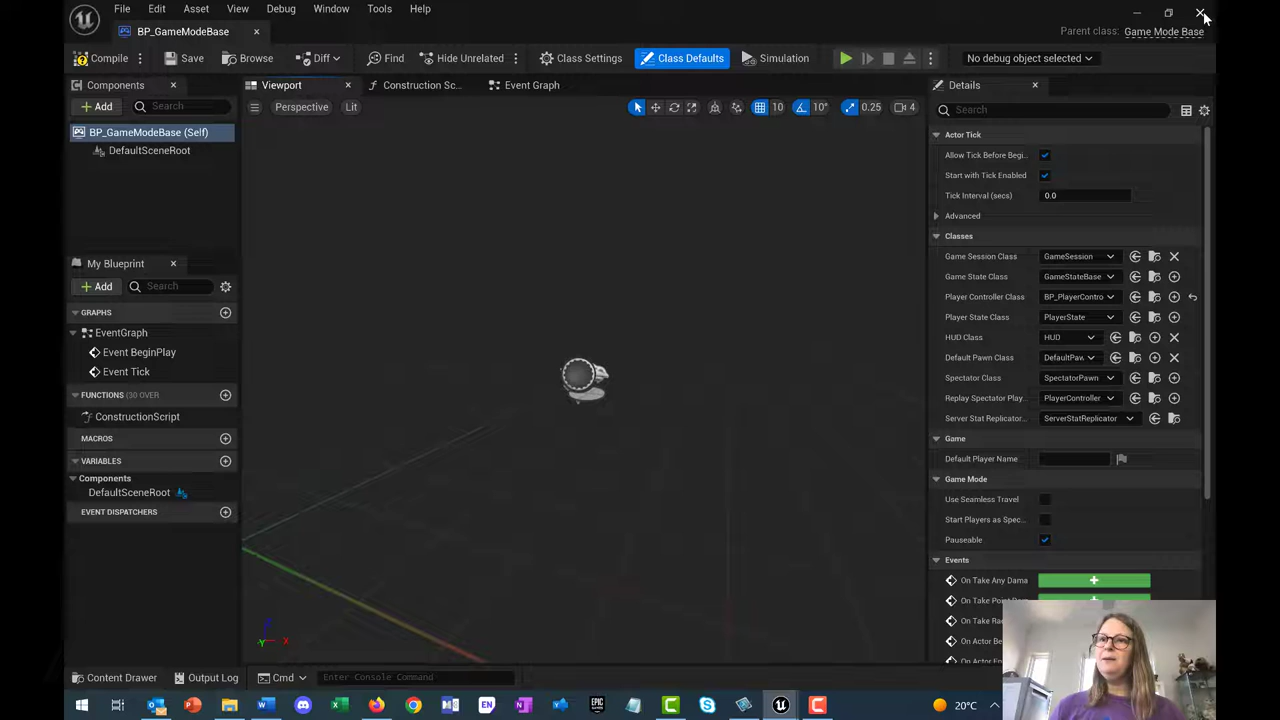 File Edit Asset View Debug Window Tools Help
BP_GameModeBase
Parent class: Game Mode Base
Compile Save Browse Diff Find Hide Unrelated Class Settings Class Defaults Simulation No debug object selected
Components Viewport Construction Sc... Event Graph Details
Add Search Perspective Lit 10 10° 0.25 4 Search
BP_GameModeBase (Self)
DefaultSceneRoot
My Blueprint
Add Search
GRAPHS
EventGraph
Event BeginPlay
Event Tick
FUNCTIONS (30 OVER
ConstructionScript
MACROS
VARIABLES
Components
DefaultSceneRoot
EVENT DISPATCHERS
Z
Y X
Actor Tick
Allow Tick Before Begi...
Start with Tick Enabled
Tick Interval (secs) 0.0
Advanced
Classes
Game Session Class GameSession
Game State Class GameStateBase
Player Controller Class BP_PlayerContro
Player State Class PlayerState
HUD Class HUD
Default Pawn Class DefaultPaw
Spectator Class SpectatorPawn
Replay Spectator Play... PlayerController
Server Stat Replicator... ServerStatReplicator
Game
Default Player Name
Game Mode
Use Seamless Travel
Start Players as Spec...
Pauseable
Events
On Take Any Dama
On Take Point Dam
On Take Ra
On Actor Be
On Actor En
Content Drawer Output Log Cmd Enter Console Command
EN
20°C